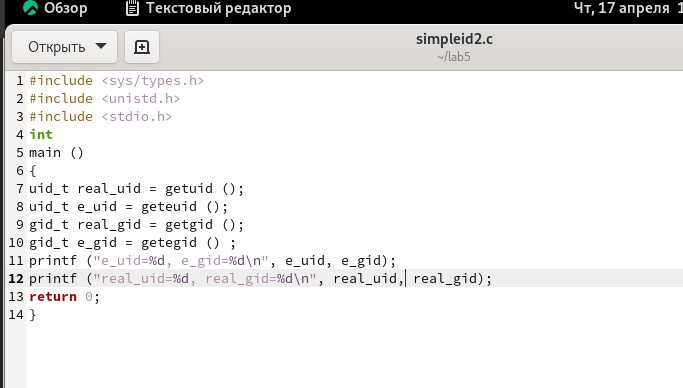 Обзор Текстовый редактор Чт, 17 апреля
Открыть simpleid2.c
~/lab5
1 #include <sys/types.h>
2 #include <unistd.h>
3 #include <stdio.h>
4 int
5 main ()
6 {
7 uid_t real_uid = getuid ();
8 uid_t e_uid = geteuid ();
9 gid_t real_gid = getgid ();
10 gid_t e_gid = getegid () ;
11 printf ("e_uid=%d, e_gid=%d\n", e_uid, e_gid);
12 printf ("real_uid=%d, real_gid=%d\n", real_uid, real_gid);
13 return 0;
14 }